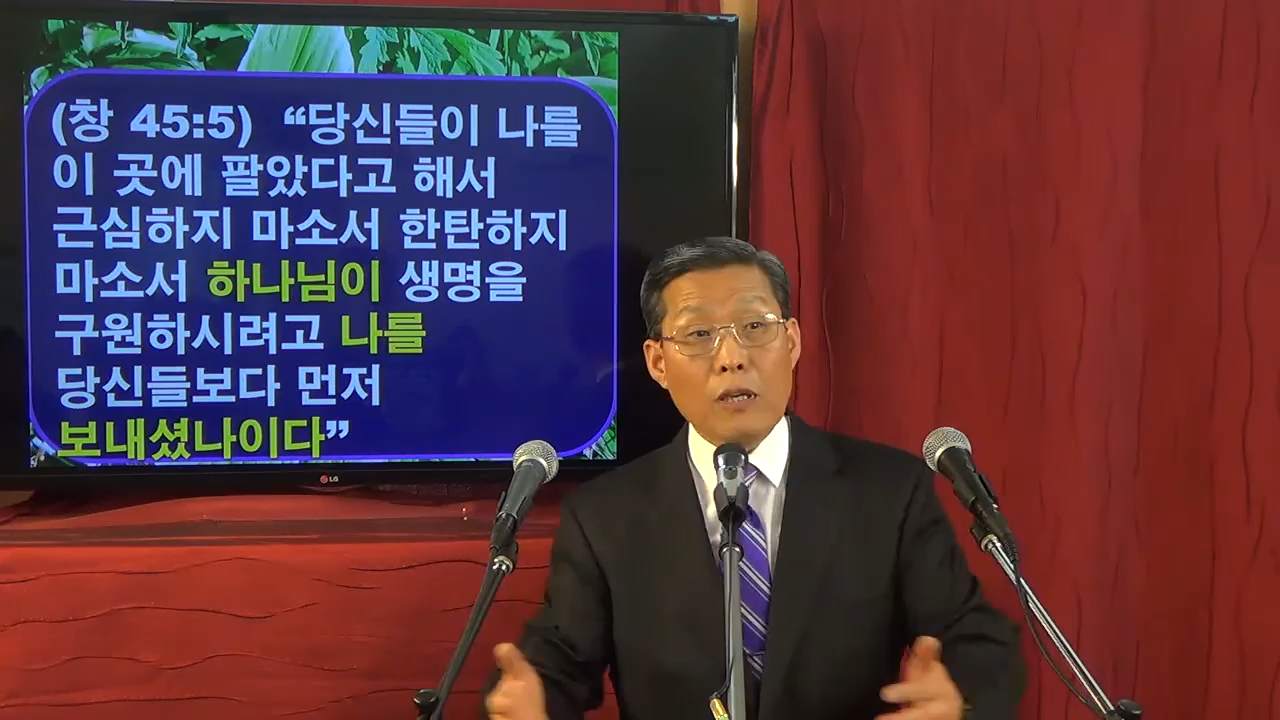 (창 45:5) “당신들이 나를
이 곳에 팔았다고 해서
근심하지 마소서 한탄하지
마소서 하나님이 생명을
구원하시려고 나를
당신들보다 먼저
보내셨나이다”
LG